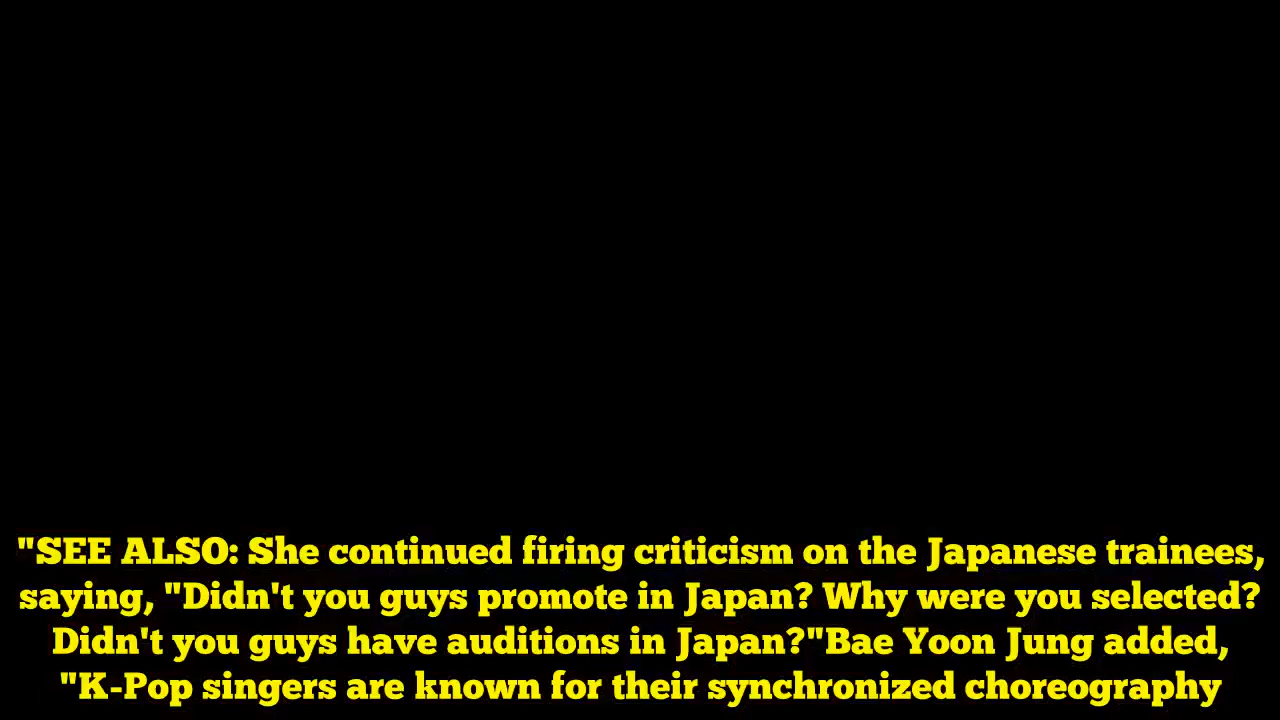 "SEE ALSO: She continued firing criticism on the Japanese trainees,
saying, "Didn't you guys promote in Japan? Why were you selected?
Didn't you guys have auditions in Japan?"Bae Yoon Jung added,
"K-Pop singers are known for their synchronized choreography